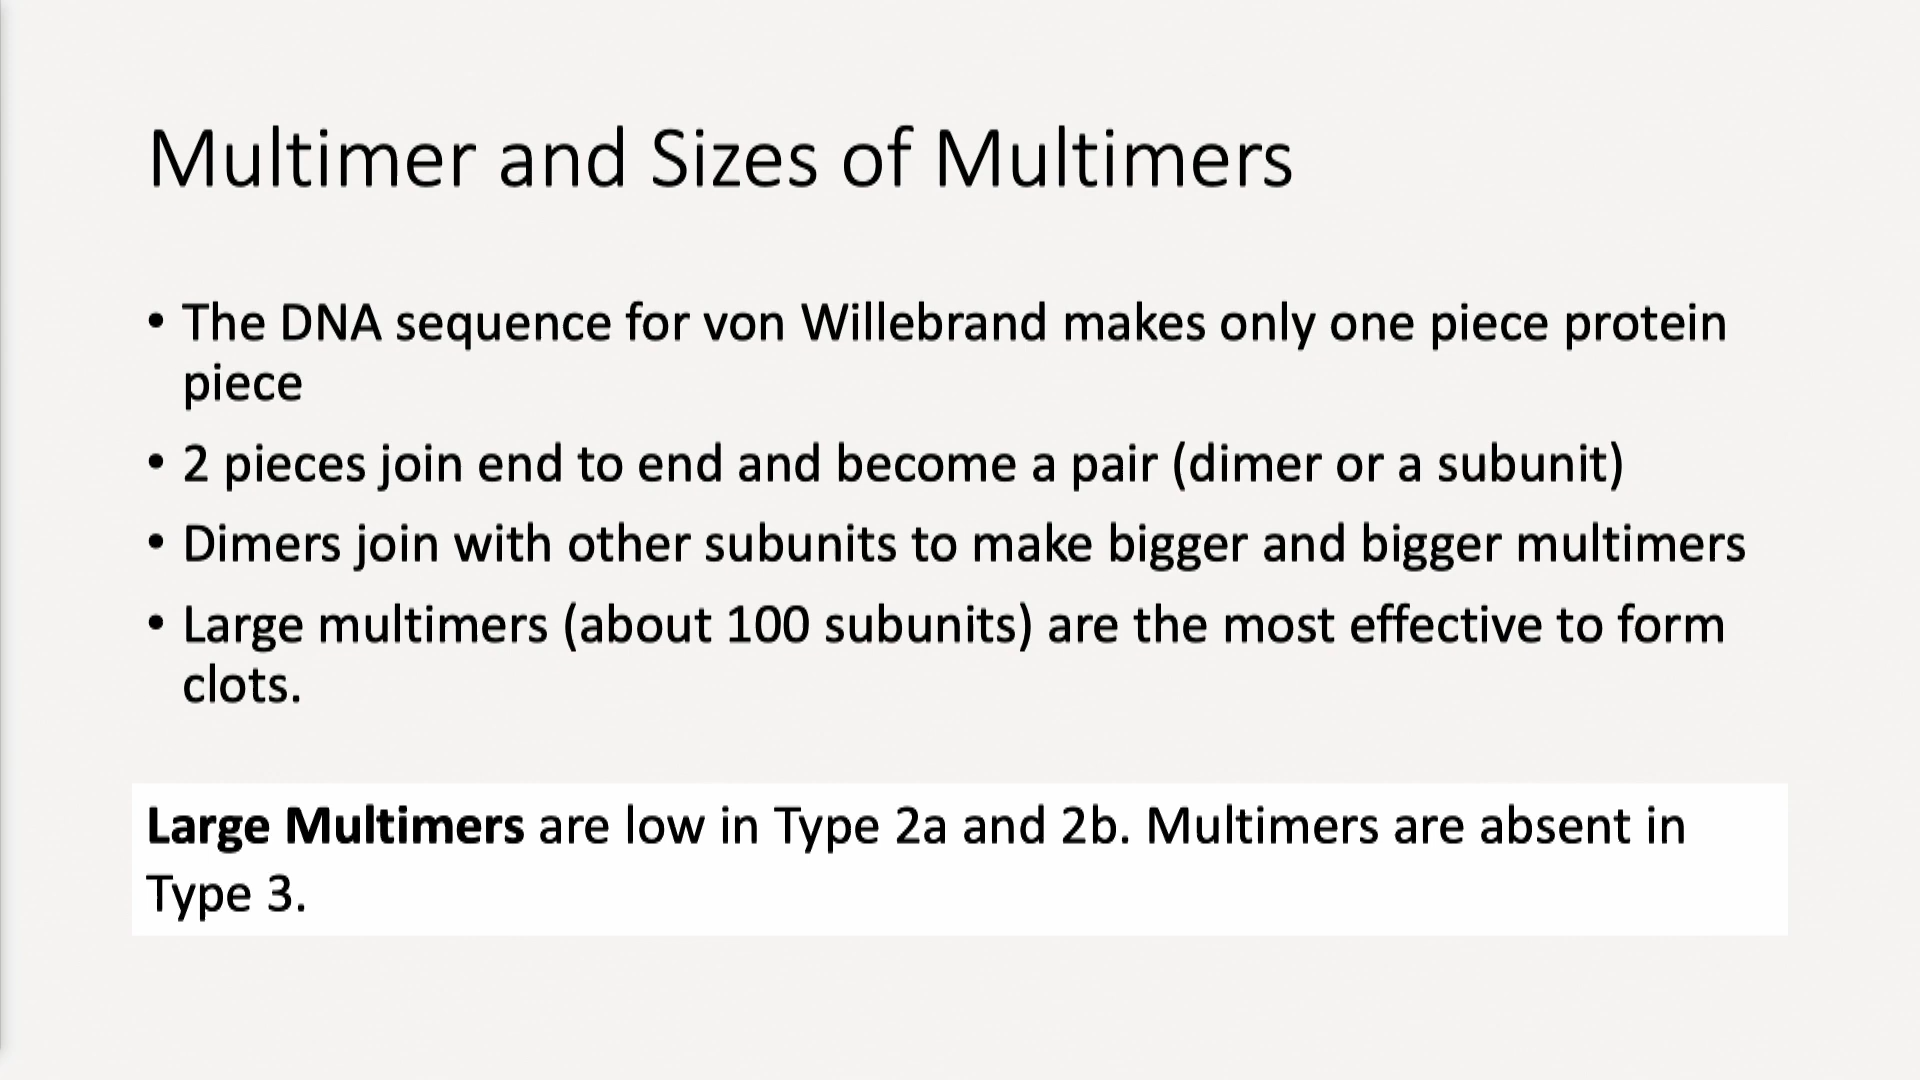 Multimer and Sizes of Multimers
• The DNA sequence for von Willebrand makes only one piece protein
piece
• 2 pieces join end to end and become a pair (dimer or a subunit)
• Dimers join with other subunits to make bigger and bigger multimers
• Large multimers (about 100 subunits) are the most effective to form
clots.
Large Multimers are low in Type 2a and 2b. Multimers are absent in
Type 3.